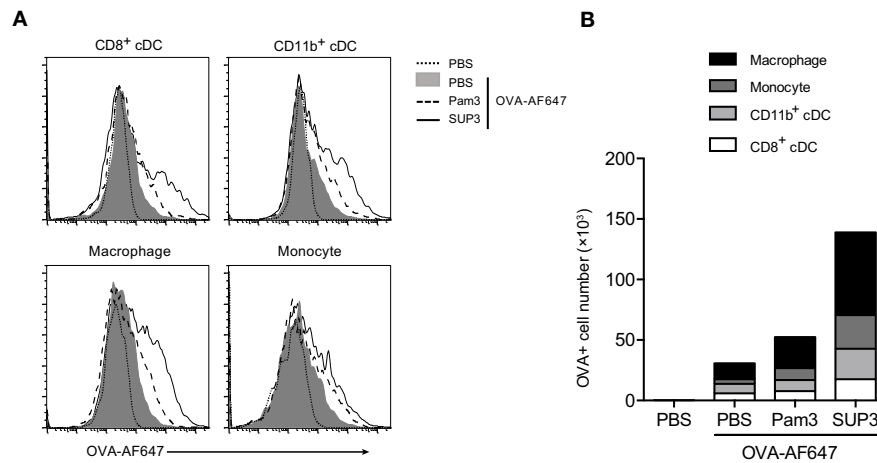 A
CD8+ cDC
CD11b+ cDC
PBS
PBS
Pam3
SUP3
OVA-AF647
Macrophage
Monocyte
OVA-AF647
B
Macrophage
Monocyte
CD11b+ cDC
CD8+ cDC
OVA+ cell number (×10³)
200
150
100
50
0
PBS
PBS
Pam3
SUP3
OVA-AF647